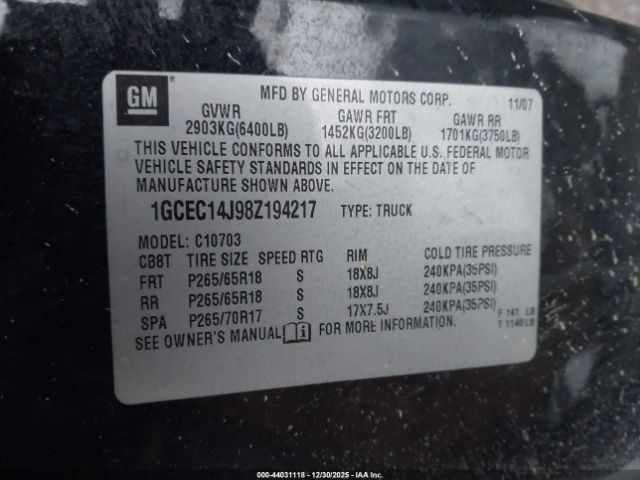 GM
®
MFD BY GENERAL MOTORS CORP. 11/07
GVWR GAWR FRT GAWR RR
2903KG(6400LB) 1452KG(3200LB) 1701KG(3750LB)
THIS VEHICLE CONFORMS TO ALL APPLICABLE U.S. FEDERAL MOTOR
VEHICLE SAFETY STANDARDS IN EFFECT ON THE DATE OF
MANUFACTURE SHOWN ABOVE.
1GCEC14J98Z194217 TYPE: TRUCK
MODEL: C10703
CB8T TIRE SIZE SPEED RTG RIM COLD TIRE PRESSURE
FRT P265/65R18 S 18X8J 240KPA(35PSI)
RR P265/65R18 S 18X8J 240KPA(35PSI)
SPA P265/70R17 S 17X7.5J 240KPA(35PSI)
F 141 LB
SEE OWNER'S MANUAL FOR MORE INFORMATION. T 1148 LB
000-44031118 - 12/30/2025 - IAA Inc.